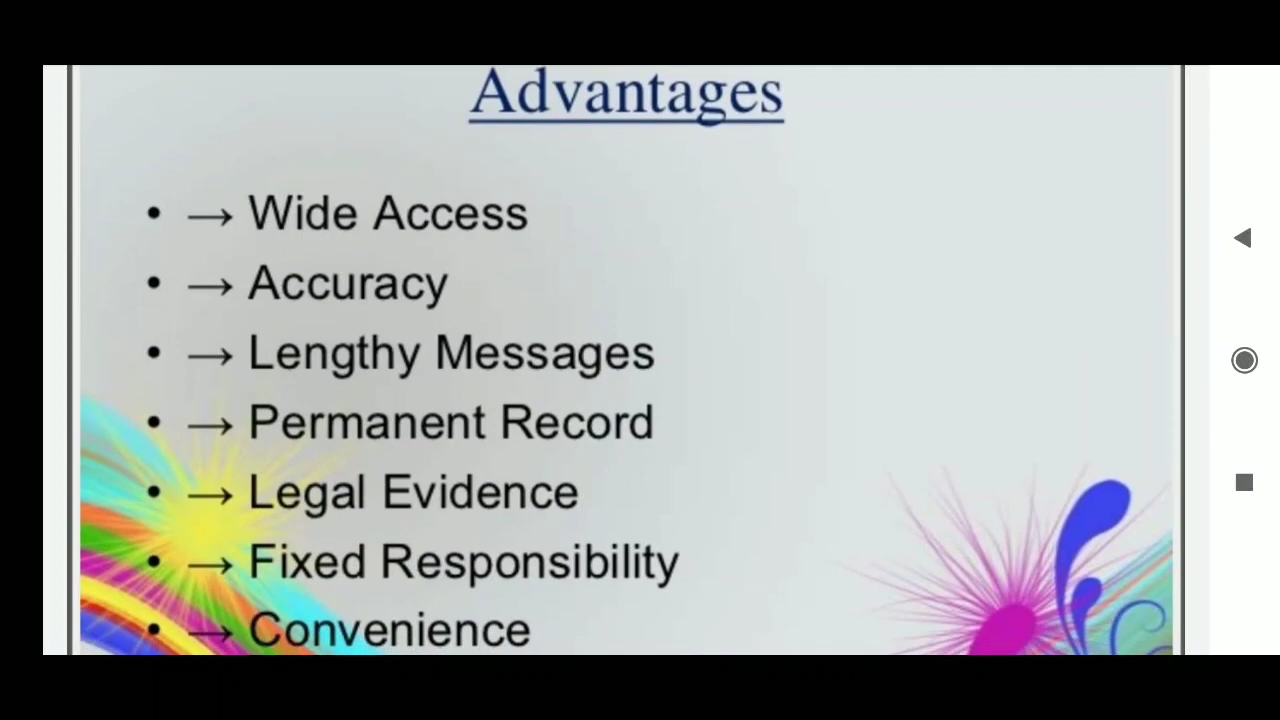 Advantages
• → Wide Access
• → Accuracy
• → Lengthy Messages
• → Permanent Record
• → Legal Evidence
• → Fixed Responsibility
• → Convenience